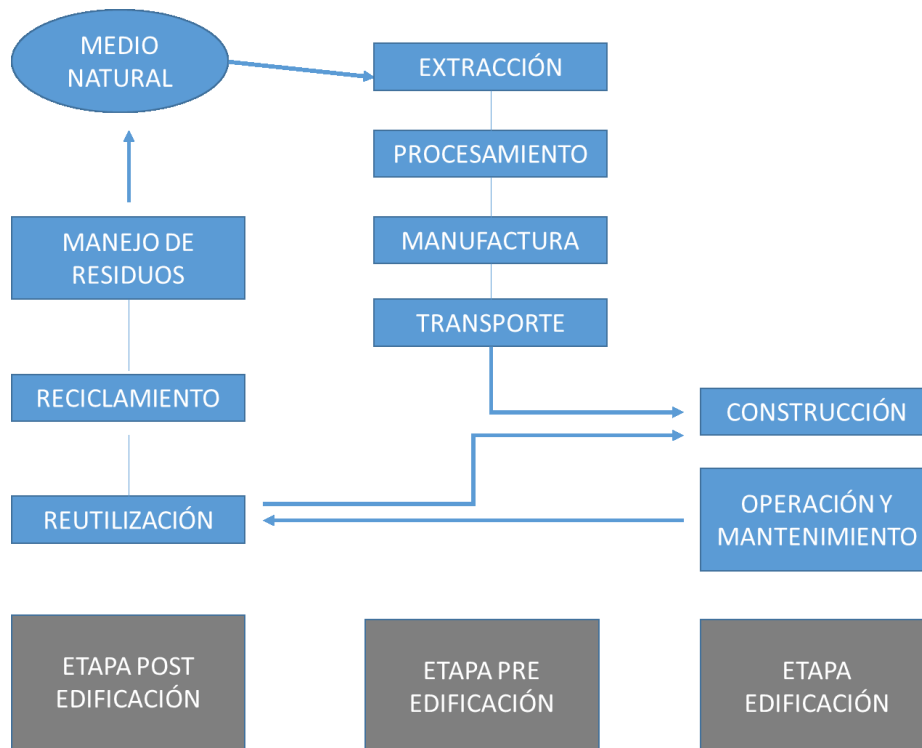 MEDIO
NATURAL
EXTRACCIÓN
PROCESAMIENTO
MANUFACTURA
TRANSPORTE
MANEJO DE
RESIDUOS
RECICLAMIENTO
REUTILIZACIÓN
CONSTRUCCIÓN
OPERACIÓN Y
MANTENIMIENTO
ETAPA POST
EDIFICACIÓN
ETAPA PRE
EDIFICACIÓN
ETAPA
EDIFICACIÓN